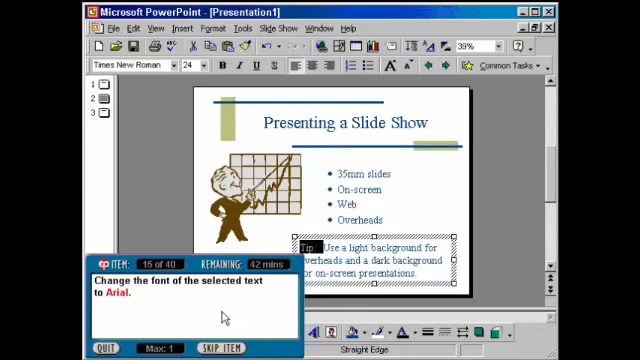 Microsoft PowerPoint - [Presentation1]
File Edit View Insert Format Tools Slide Show Window Help
39%
Times New Roman 24 B I U S Common Tasks
1
2
3
Presenting a Slide Show
35mm slides
On-screen
Web
Overheads
Tip: Use a light background for
overheads and a dark background
for on-screen presentations.
ITEM: 15 of 40 REMAINING: 42 mins
Change the font of the selected text
to Arial.
QUIT Max: 1 SKIP ITEM
Straight Edge